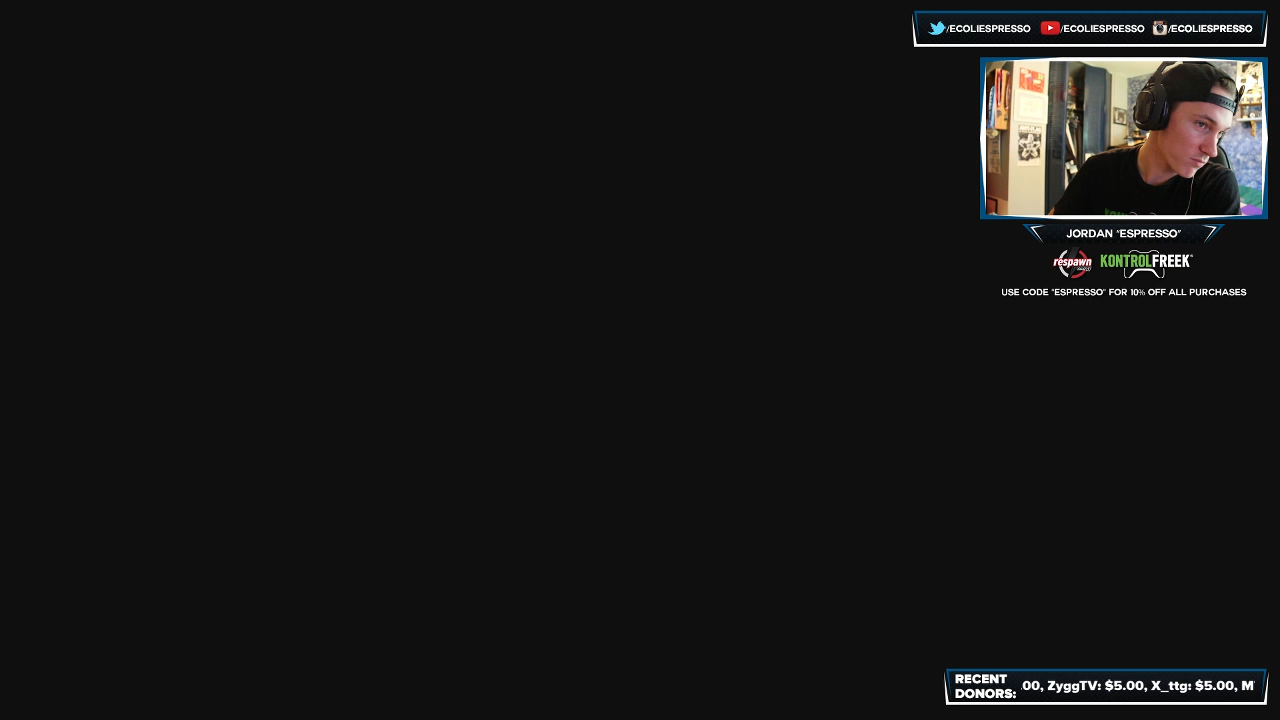 /ECOLIESPRESSO /ECOLIESPRESSO /ECOLIESPRESSO
JORDAN "ESPRESSO"
respawn KONTROLFREEK
USE CODE "ESPRESSO" FOR 10% OFF ALL PURCHASES
RECENT DONORS: .00, ZyggTV: $5.00, X_ttg: $5.00, M